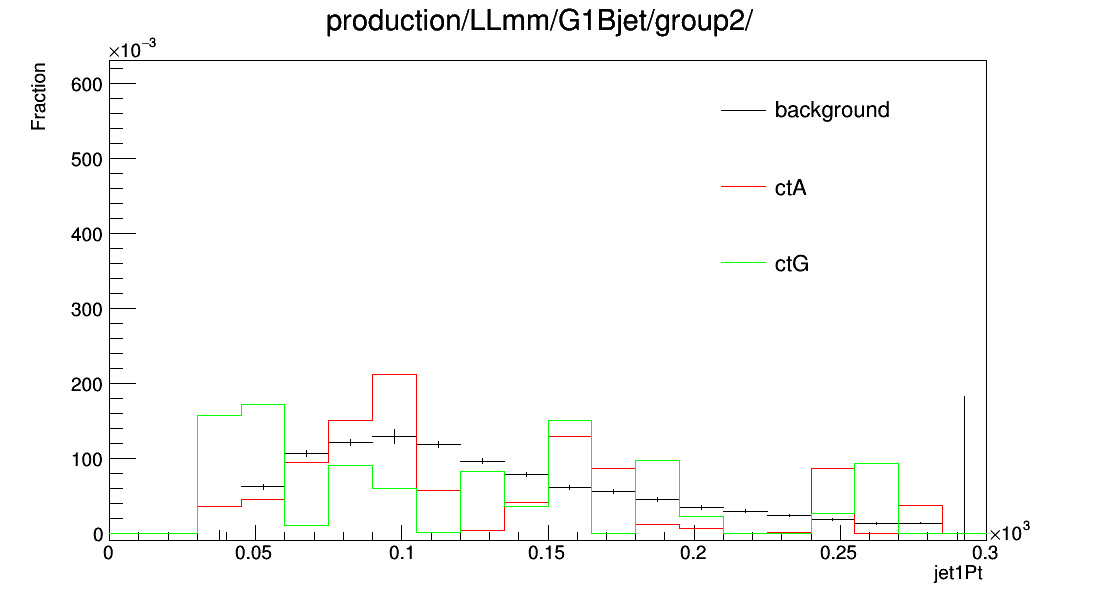 production/LLmm/G1Bjet/group2/
×10⁻³
Fraction
600
500
400
300
200
100
0
background
ctA
ctG
0 0.05 0.1 0.15 0.2 0.25 0.3
×10³
jet1Pt